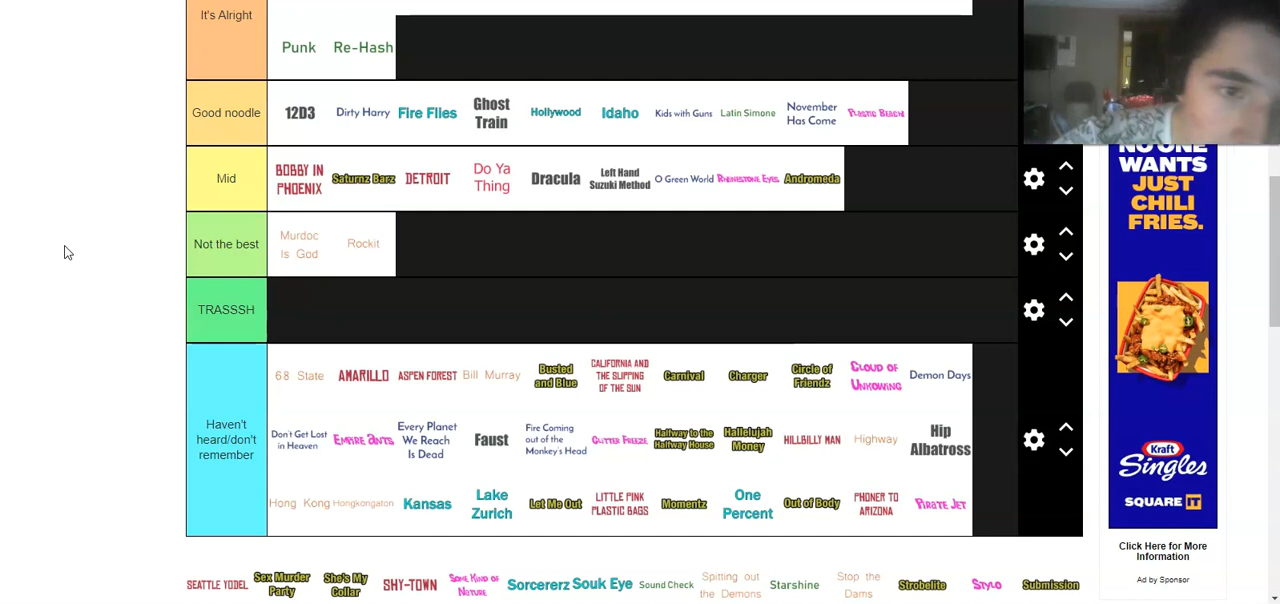 It's Alright
Punk Re-Hash
Good noodle
12D3 Dirty Harry Fire Flies Ghost Train Hollywood Idaho Kids with Guns Latin Simone November Has Come Plastic Beach
Mid
BOBBY IN PHOENIX Saturnz Barz DETROIT Do Ya Thing Dracula Left Hand Suzuki Method O Green World Rhinestone Eyes Andromeda
Not the best
Murdoc Is God Rockit
TRASSSH
Haven't heard/don't remember
68 State AMARILLO ASPEN FOREST Bill Murray Busted and Blue CALIFORNIA AND THE SLIPPING OF THE SUN Carnival Charger Circle of Friendz Cloud of Unkowing Demon Days
Don't Get Lost in Heaven Empire Ants Every Planet We Reach Is Dead Faust Fire Coming out of the Monkey's Head Glitter Freeze Halfway to the Halfway House Hallelujah Money HILLBILLY MAN Highway Hip Albatross
Hong Kong Hongkongaton Kansas Lake Zurich Let Me Out LITTLE PINK PLASTIC BAGS Momentz One Percent Out of Body PHONER TO ARIZONA Pirate Jet
SEATTLE YODEL Sex Murder Party She's My Collar SHY-TOWN Some Kind of Nature Sorcererz Souk Eye Sound Check Spitting out the Demons Starshine Stop the Dams Strobelite Stylo Submission
NO ONE
WANTS
JUST
CHILI
FRIES.
Kraft
Singles
SQUARE IT
Click Here for More
Information
Ad by Sponsor